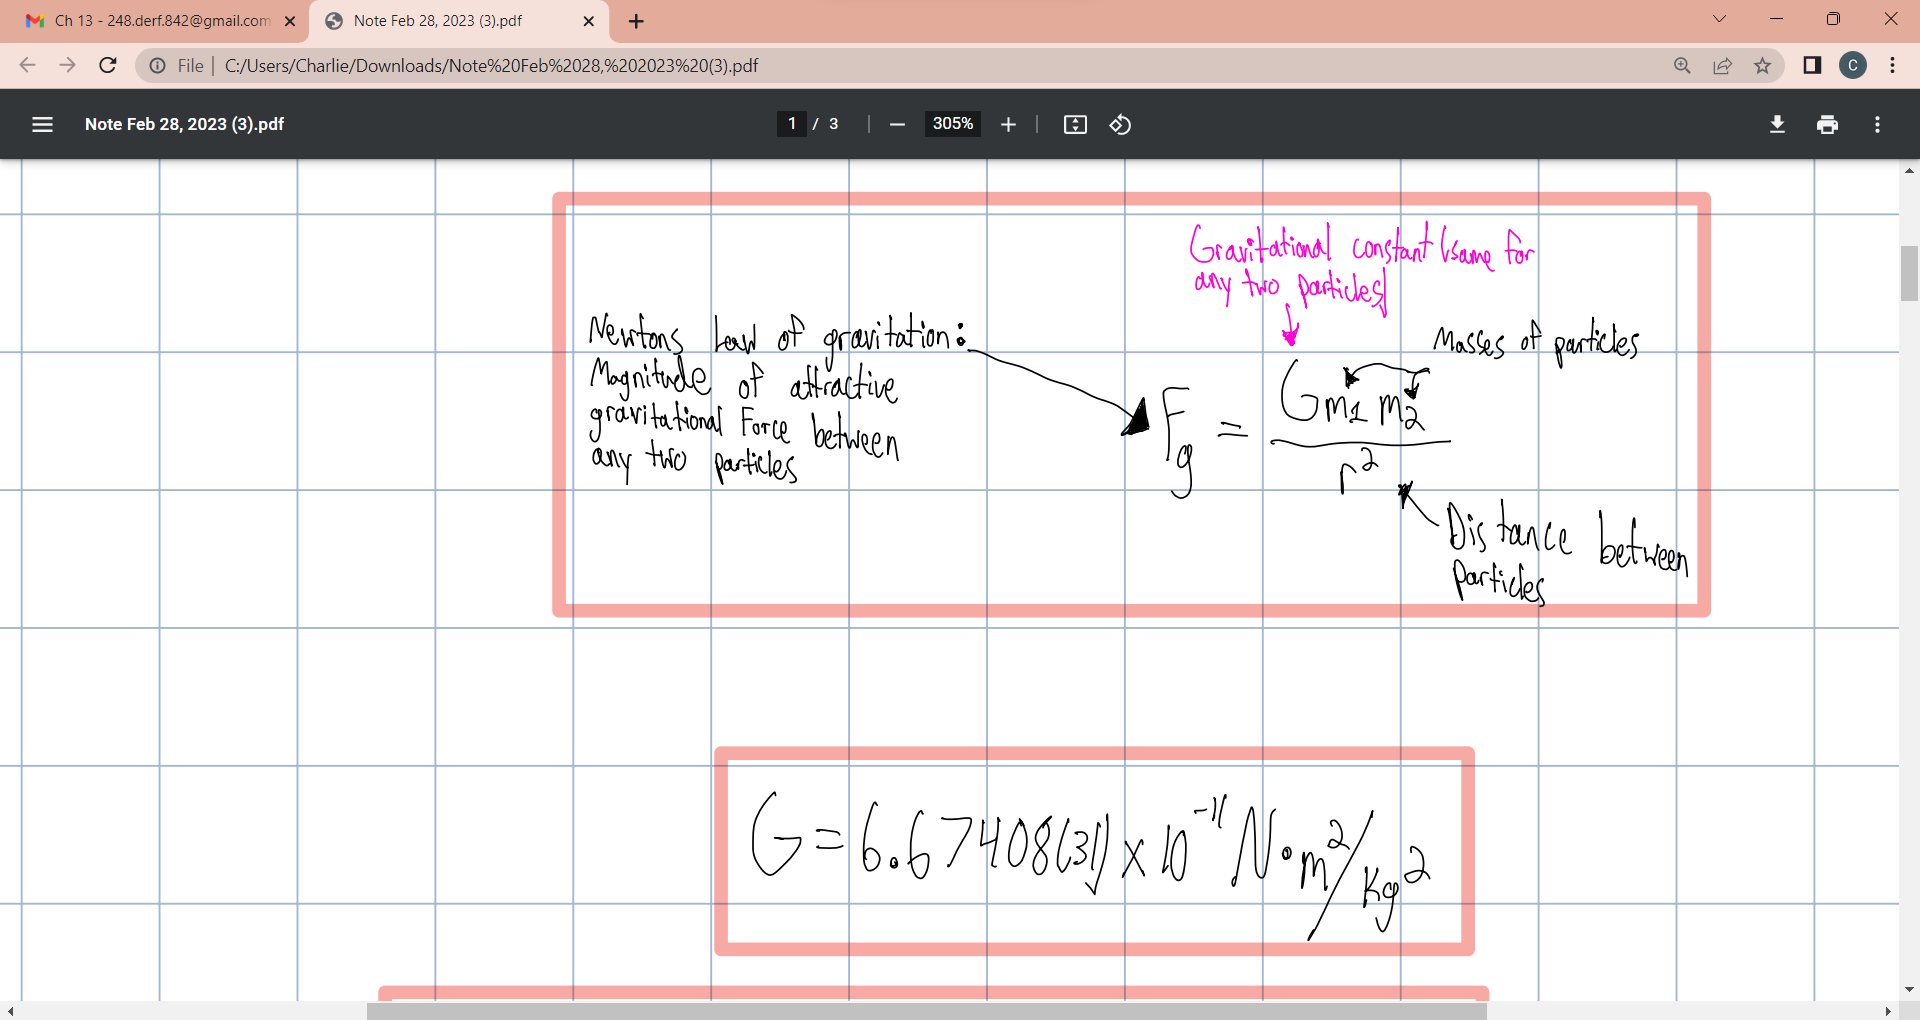 Ch 13 - 248.derf.842@gmail.com
Note Feb 28, 2023 (3).pdf
File | C:/Users/Charlie/Downloads/Note%20Feb%2028,%202023%20(3).pdf
C
Note Feb 28, 2023 (3).pdf
1 / 3
305%
Gravitational constant (same for
any two particles)
Newtons Law of gravitation:
Magnitude of attractive
gravitational Force between
any two particles
Masses of particles
Fg = Gm1 m2 / r²
Distance between
Particles
G = 6.67408(31) x 10⁻¹¹ N•m²/kg²